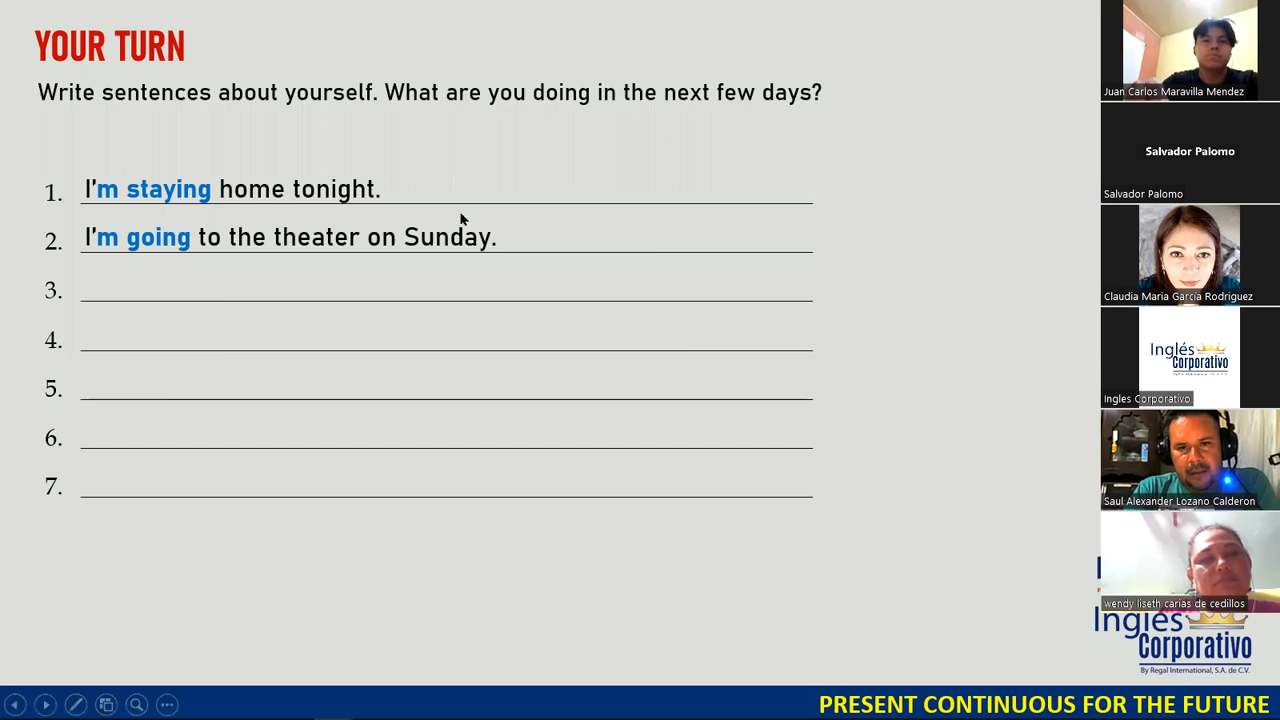 YOUR TURN
Write sentences about yourself. What are you doing in the next few days?
1. I'm staying home tonight.
2. I'm going to the theater on Sunday.
3.
4.
5.
6.
7.
Juan Carlos Maravilla Mendez
Salvador Palomo
Salvador Palomo
Claudia Maria García Rodriguez
Inglés
Corporativo
Ingles Corporativo
Saul Alexander Lozano Calderon
wendy liseth carias de cedillos
Inglés
Corporativo
By Regal International, S.A. de C.V.
PRESENT CONTINUOUS FOR THE FUTURE